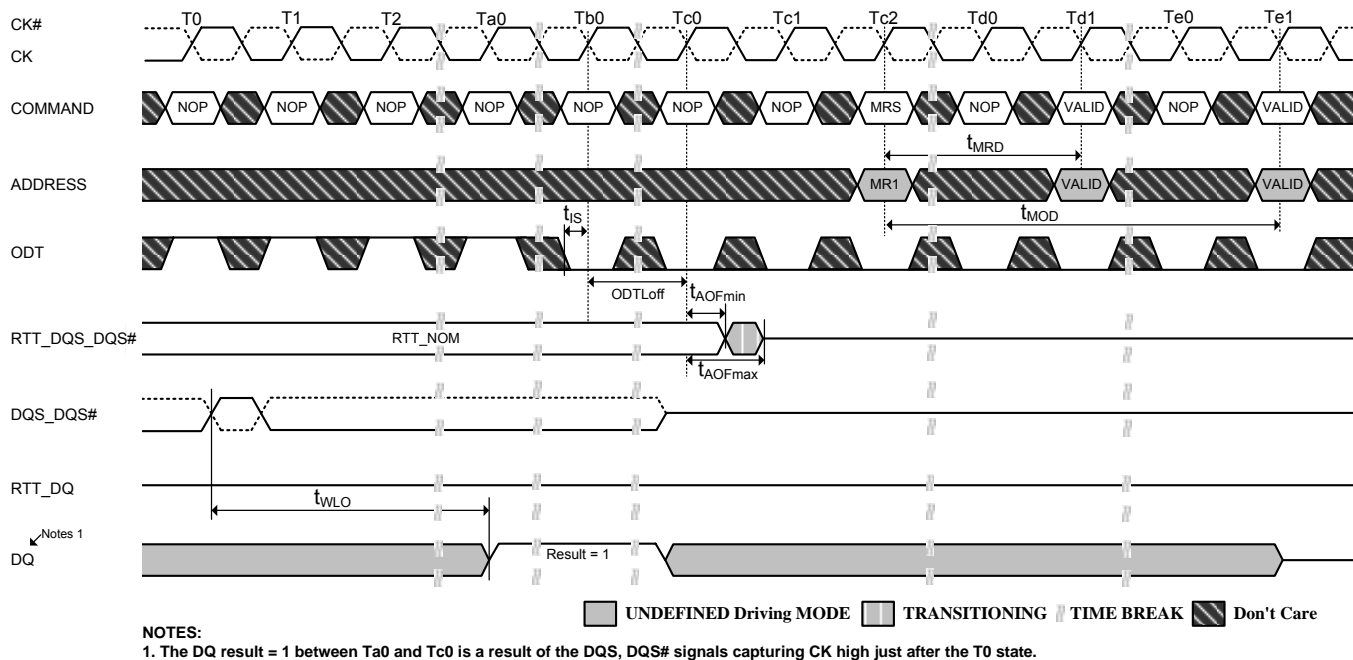 T0 T1 T2 Ta0 Tb0 Tc0 Tc1 Tc2 Td0 Td1 Te0 Te1
CK#
CK
COMMAND NOP NOP NOP NOP NOP NOP NOP MRS NOP VALID NOP VALID
tMRD
ADDRESS MR1 VALID VALID
tIS tMOD
ODT
ODTLoff tAOFmin
RTT_DQS_DQS# RTT_NOM
tAOFmax
DQS_DQS#
RTT_DQ
tWLO
Notes 1
DQ Result = 1
UNDEFINED Driving MODE TRANSITIONING TIME BREAK Don't Care
NOTES:
1. The DQ result = 1 between Ta0 and Tc0 is a result of the DQS, DQS# signals capturing CK high just after the T0 state.